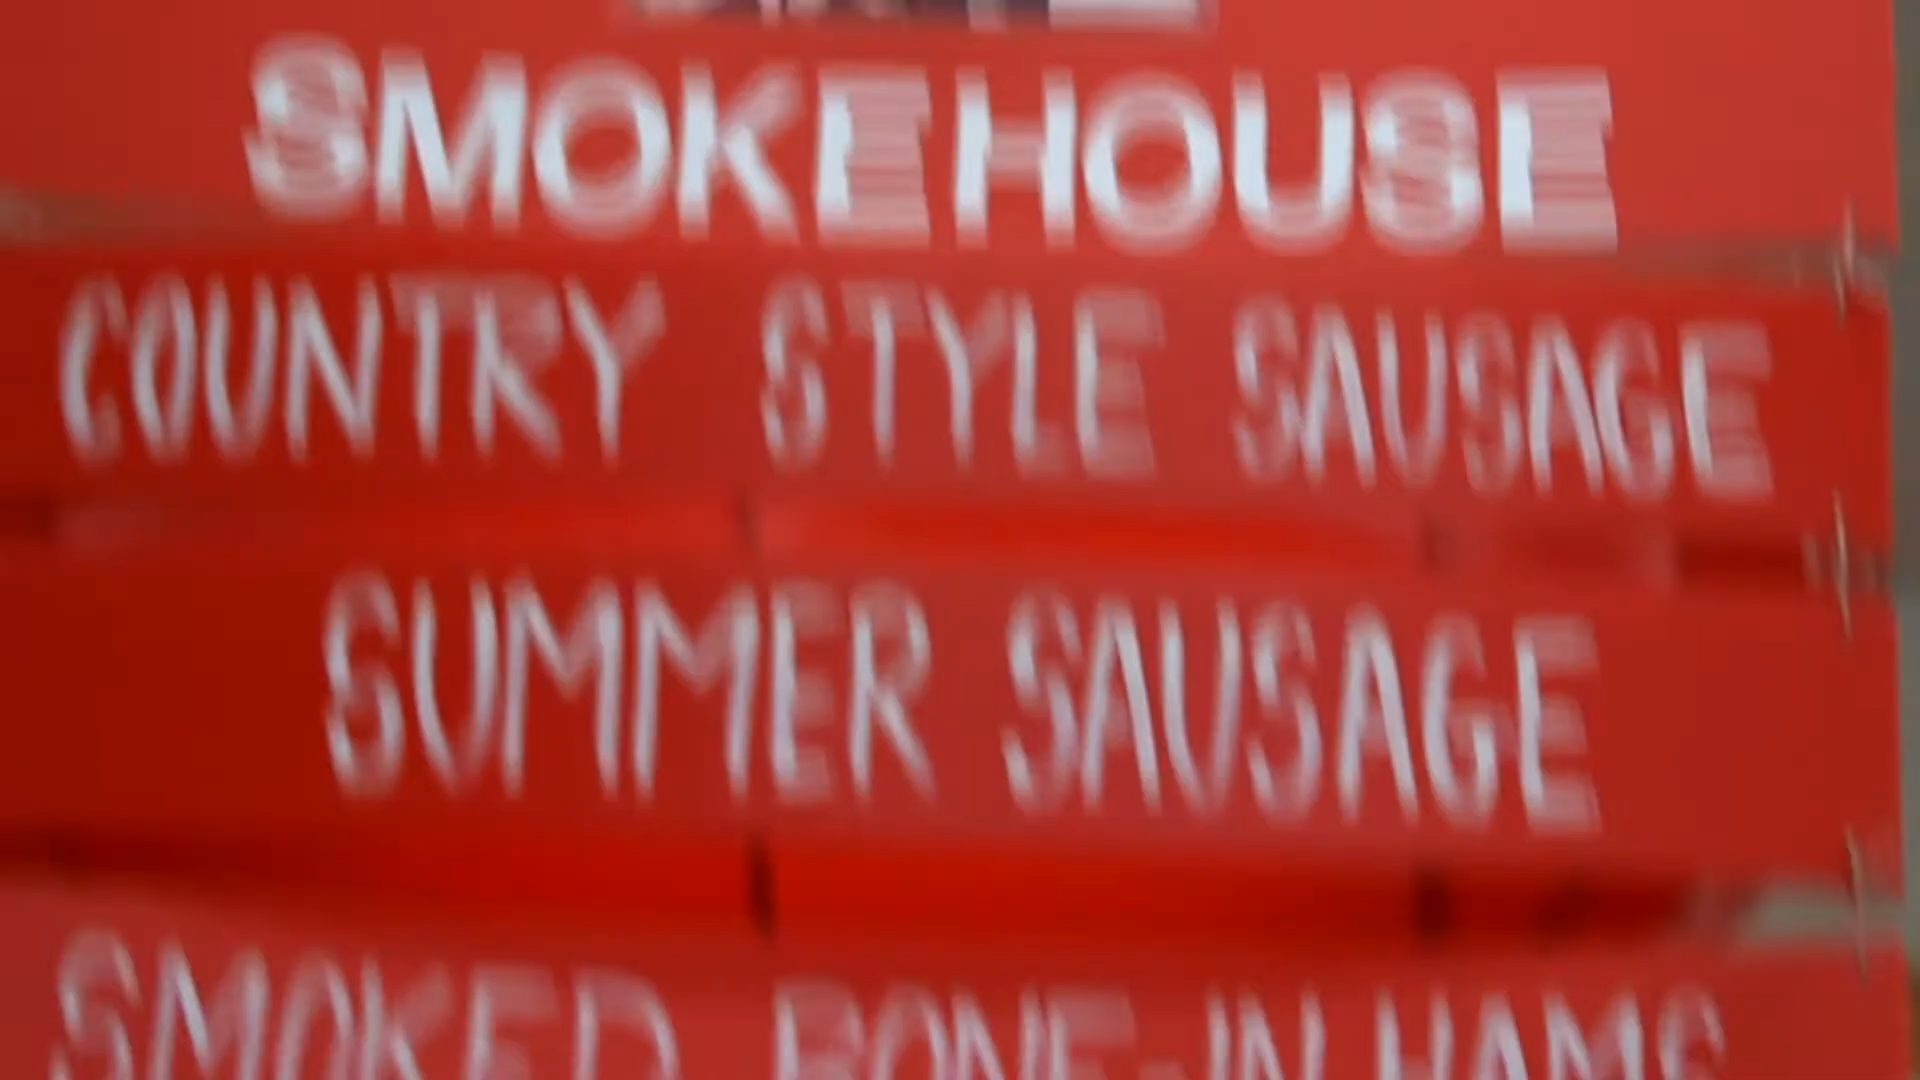 SMOKEHOUSE
COUNTRY STYLE SAUSAGE
SUMMER SAUSAGE
SMOKED BONE-IN HAMS